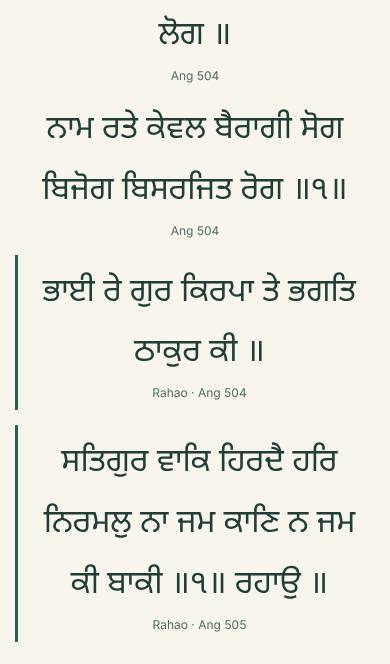 ਲੋਗ ॥
Ang 504
ਨਾਮ ਰਤੇ ਕੇਵਲ ਬੈਰਾਗੀ ਸੋਗ
ਬਿਜੋਗ ਬਿਸਰਜਿਤ ਰੋਗ ॥੧॥
Ang 504
ਭਾਈ ਰੇ ਗੁਰ ਕਿਰਪਾ ਤੇ ਭਗਤਿ
ਠਾਕੁਰ ਕੀ ॥
Rahao · Ang 504
ਸਤਿਗੁਰ ਵਾਕਿ ਹਿਰਦੈ ਹਰਿ
ਨਿਰਮਲੁ ਨਾ ਜਮ ਕਾਣਿ ਨ ਜਮ
ਕੀ ਬਾਕੀ ॥੧॥ ਰਹਾਉ ॥
Rahao · Ang 505